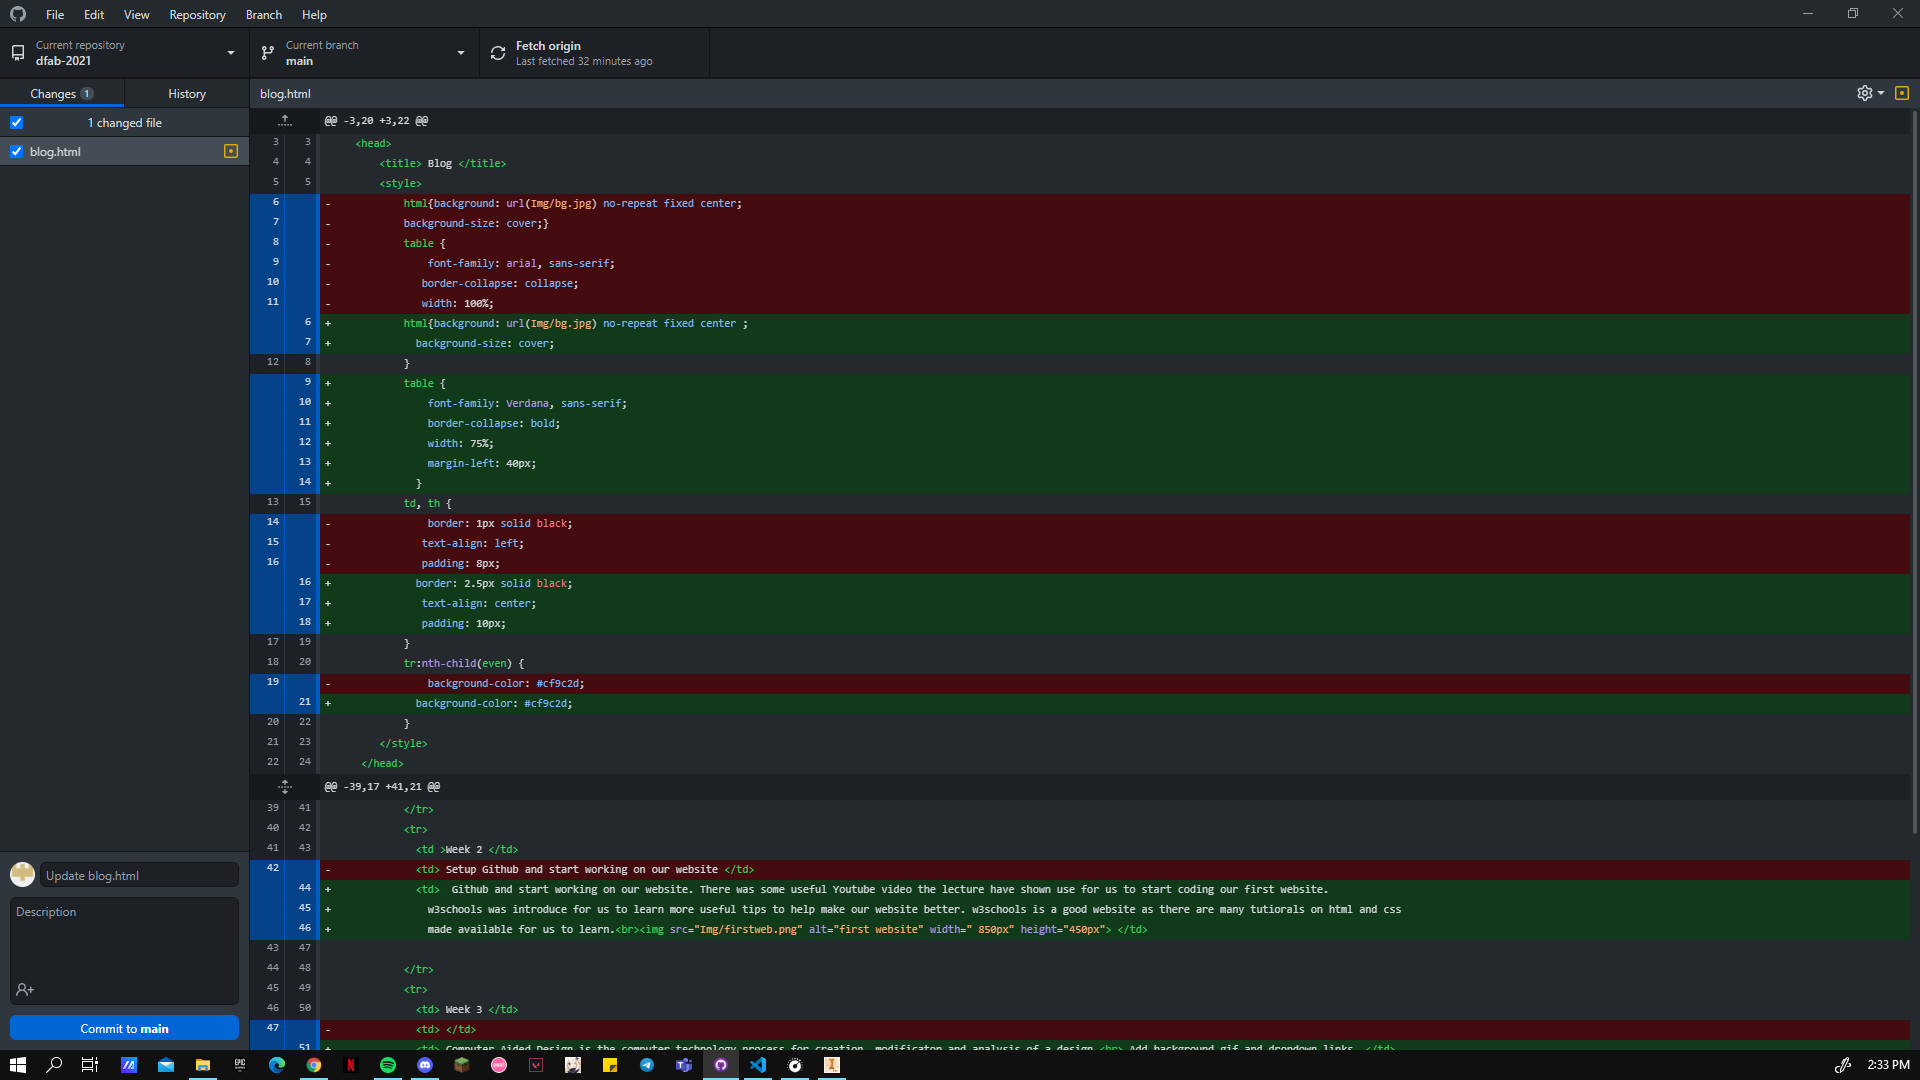 File Edit View Repository Branch Help
Current repository
dfab-2021
Current branch
main
Fetch origin
Last fetched 32 minutes ago
Changes 1 History
blog.html
1 changed file
blog.html
@@ -3,20 +3,22 @@
3 3 <head>
4 4 <title> Blog </title>
5 5 <style>
6 - html{background: url(Img/bg.jpg) no-repeat fixed center;
7 - background-size: cover;}
8 - table {
9 - font-family: arial, sans-serif;
10 - border-collapse: collapse;
11 - width: 100%;
6 + html{background: url(Img/bg.jpg) no-repeat fixed center ;
7 + background-size: cover;
12 8 }
9 + table {
10 + font-family: Verdana, sans-serif;
11 + border-collapse: bold;
12 + width: 75%;
13 + margin-left: 40px;
14 + }
13 15 td, th {
14 - border: 1px solid black;
15 - text-align: left;
16 - padding: 8px;
16 + border: 2.5px solid black;
17 + text-align: center;
18 + padding: 10px;
17 19 }
18 20 tr:nth-child(even) {
19 - background-color: #cf9c2d;
21 + background-color: #cf9c2d;
20 22 }
21 23 </style>
22 24 </head>
@@ -39,17 +41,21 @@
39 41 </tr>
40 42 <tr>
41 43 <td >Week 2 </td>
42 - <td> Setup Github and start working on our website </td>
44 + <td> Github and start working on our website. There was some useful Youtube video the lecture have shown use for us to start coding our first website.
45 + w3schools was introduce for us to learn more useful tips to help make our website better. w3schools is a good website as there are many tutiorals on html and css
46 + made available for us to learn.<br><img src="Img/firstweb.png" alt="first website" width=" 850px" height="450px"> </td>
43 47
44 48 </tr>
45 49 <tr>
46 50 <td> Week 3 </td>
47 - <td> </td>
51 + <td> Computer Aided Design is the computer technology process for creation, modificaton and analysis of a design.<br> Add background gif and dropdown links. </td>
Update blog.html
Description
Commit to main
2:33 PM